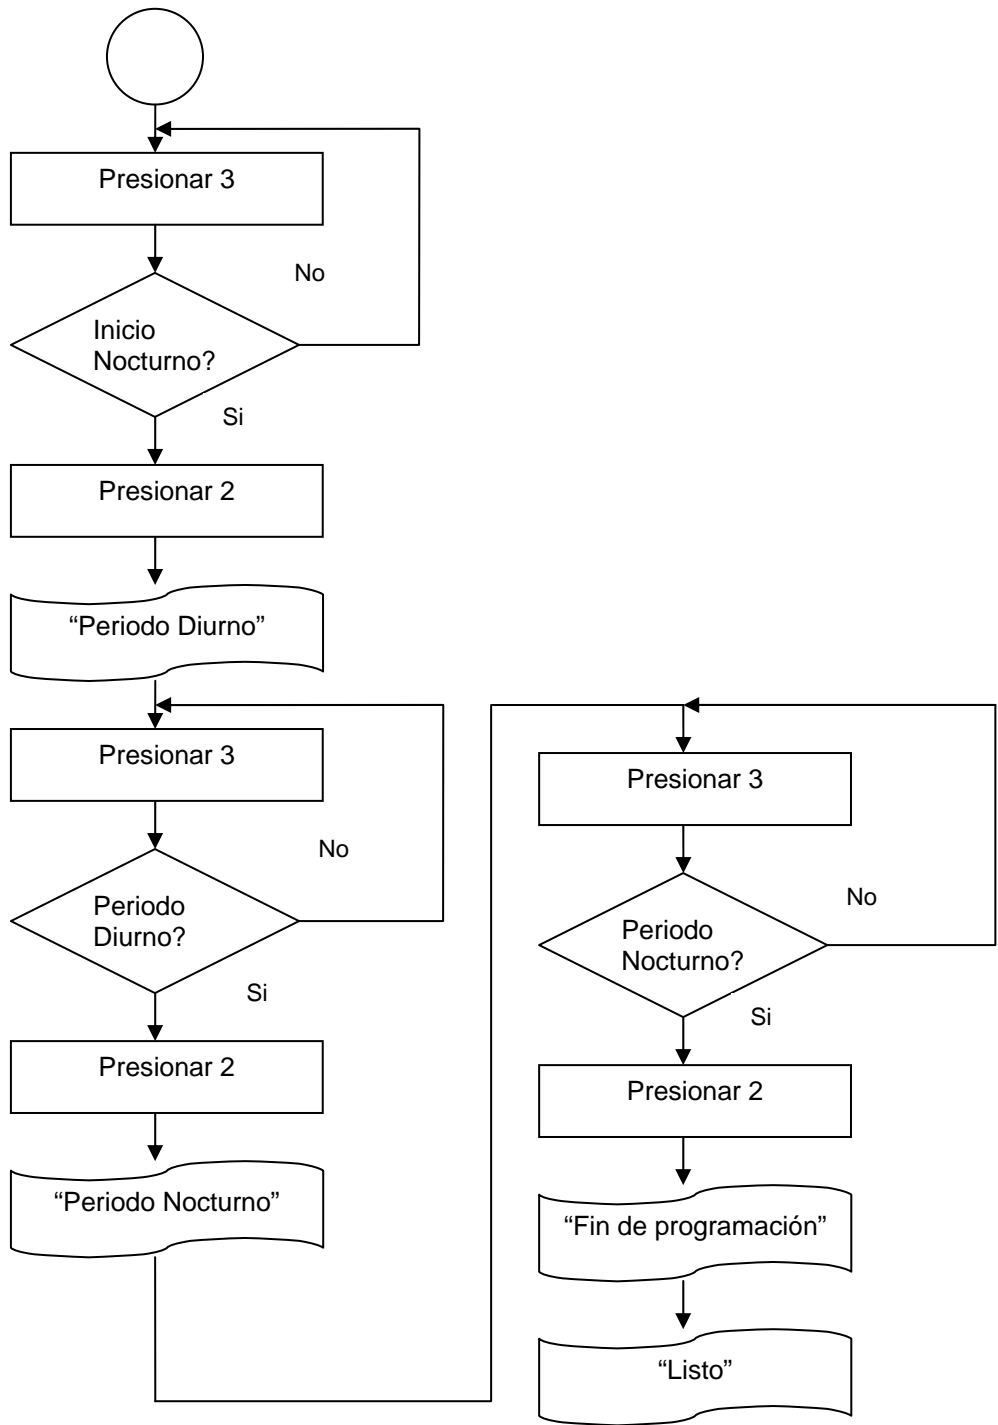 Presionar 3
No
Inicio
Nocturno?
Si
Presionar 2
“Periodo Diurno”
Presionar 3
No
Periodo
Diurno?
Si
Presionar 2
“Periodo Nocturno”
Presionar 3
No
Periodo
Nocturno?
Si
Presionar 2
“Fin de programación”
“Listo”